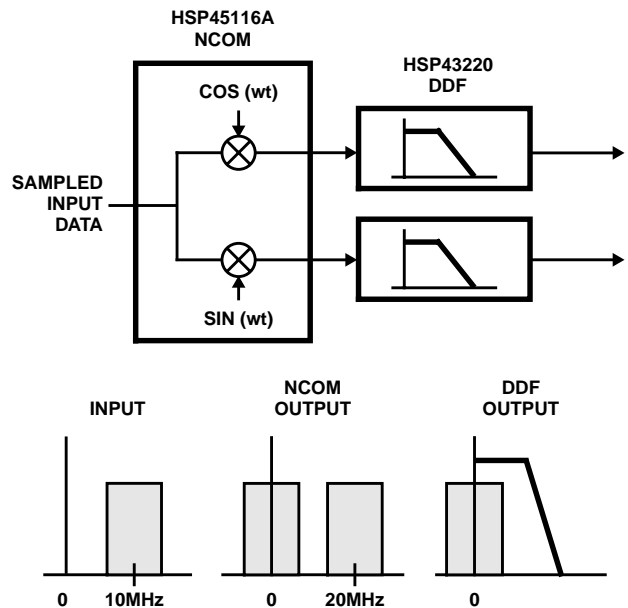 HSP45116A
NCOM
HSP43220
DDF
COS (wt)
SAMPLED
INPUT
DATA
SIN (wt)
INPUT
NCOM
OUTPUT
DDF
OUTPUT
0
10MHz
0
20MHz
0